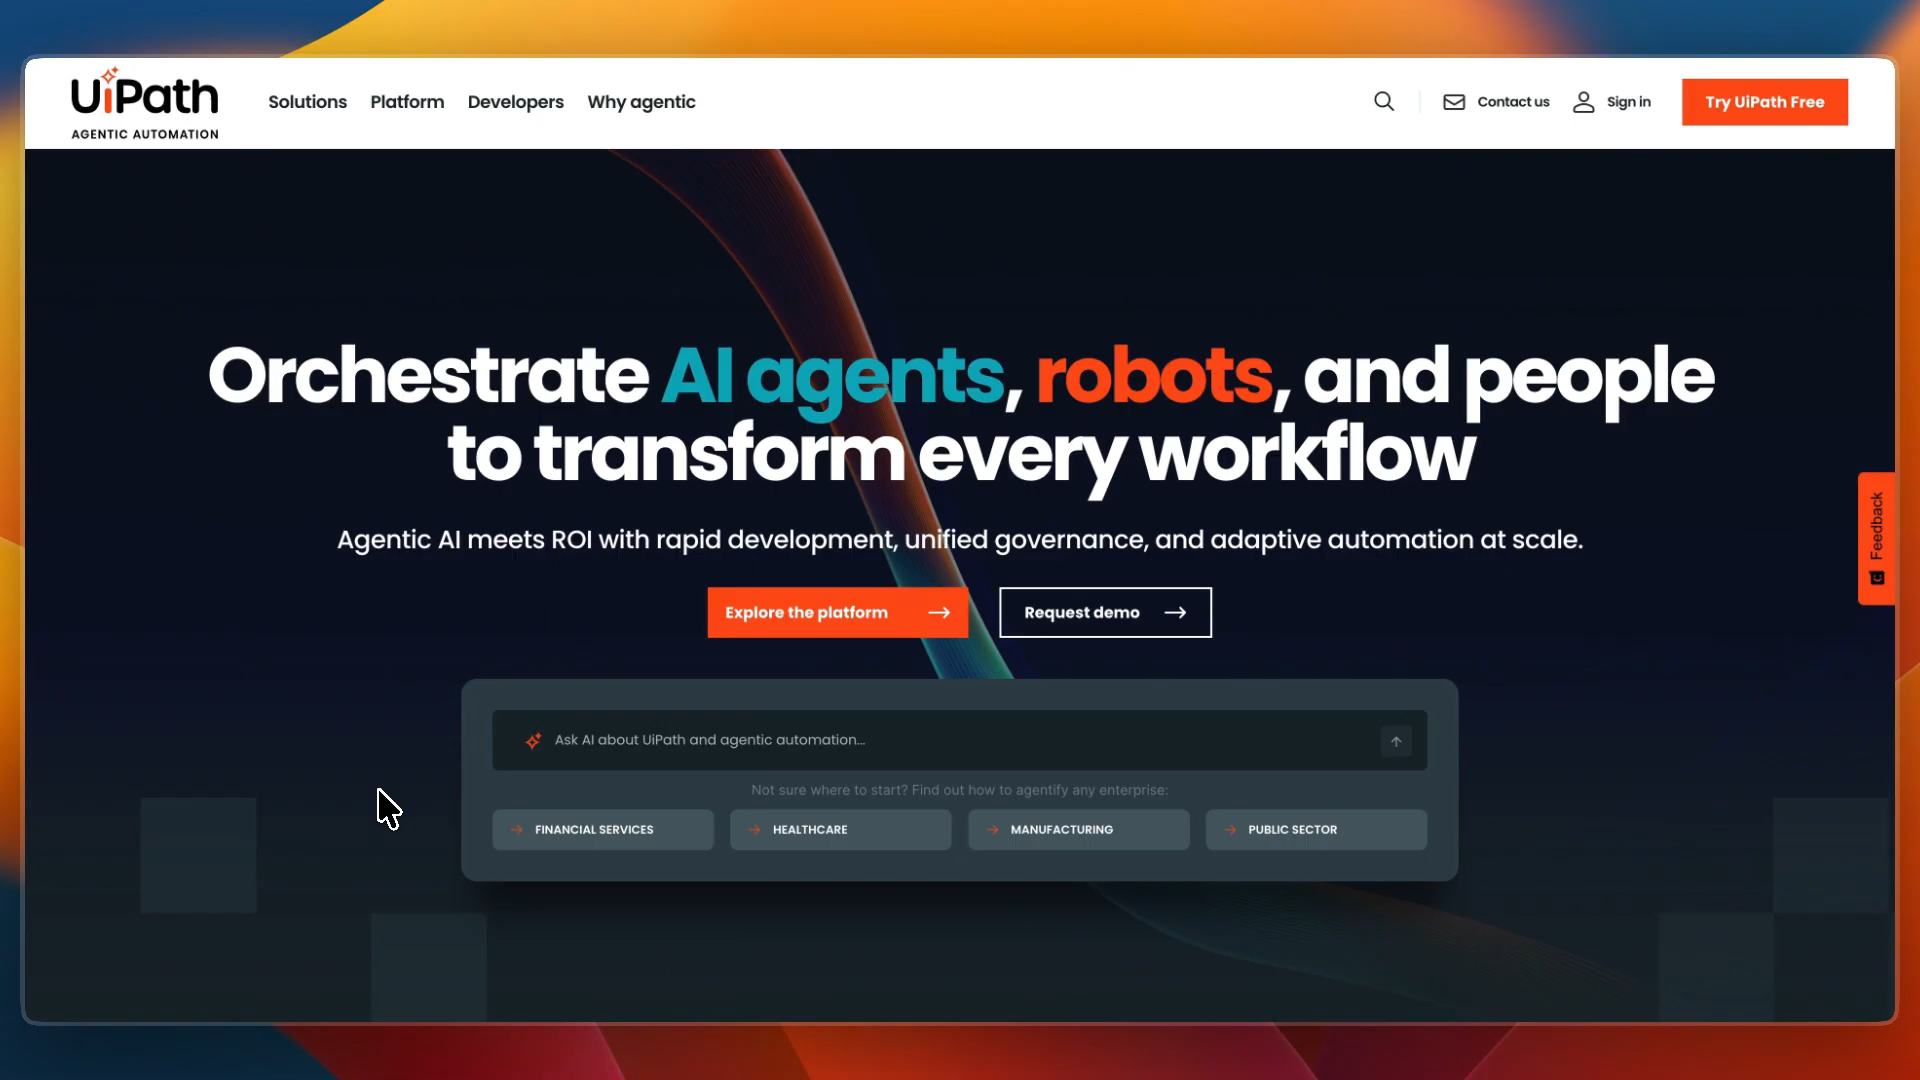 UiPath
AGENTIC AUTOMATION
Solutions
Platform
Developers
Why agentic
Contact us
Sign in
Try UiPath Free
Orchestrate AI agents, robots, and people
to transform every workflow
Agentic AI meets ROI with rapid development, unified governance, and adaptive automation at scale.
Explore the platform
Request demo
Feedback
Ask AI about UiPath and agentic automation...
Not sure where to start? Find out how to agentify any enterprise:
FINANCIAL SERVICES
HEALTHCARE
MANUFACTURING
PUBLIC SECTOR